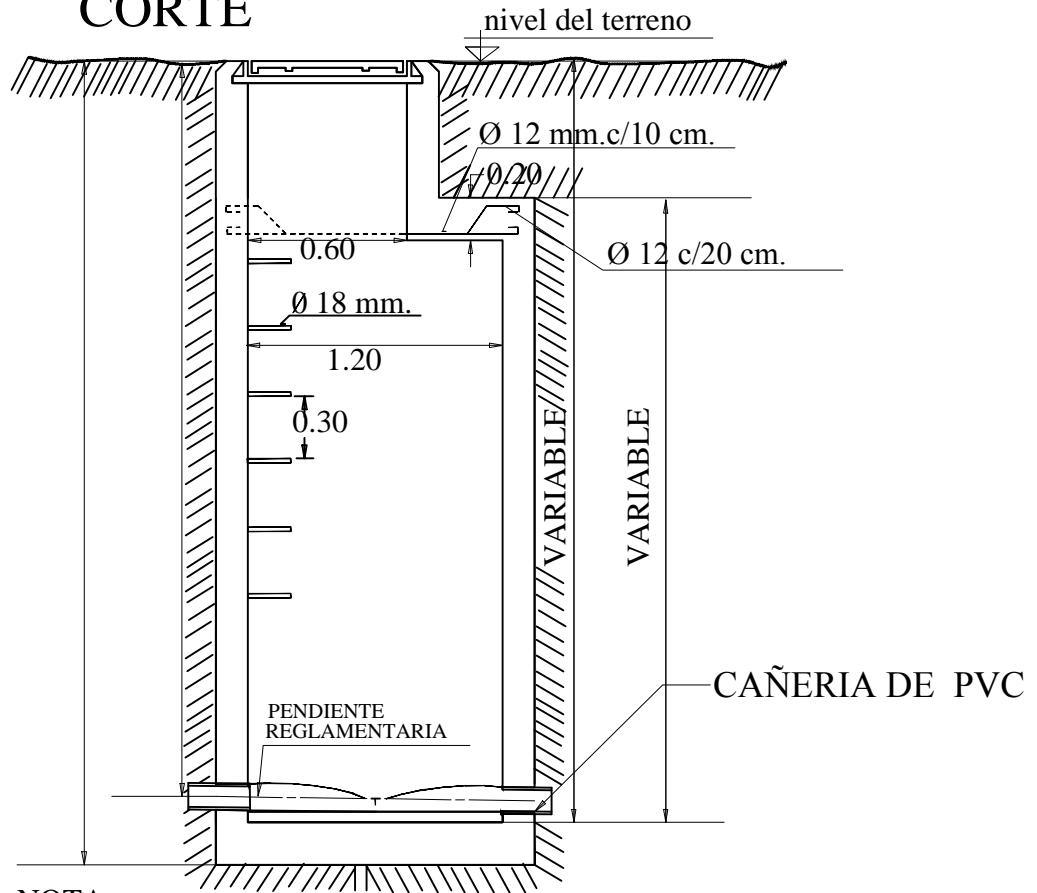 CORTE
nivel del terreno
Ø 12 mm.c/10 cm.
0.20
0.60
Ø 12 c/20 cm.
Ø 18 mm.
1.20
0.30
VARIABLE
VARIABLE
CAÑERIA DE PVC
PENDIENTE
REGLAMENTARIA
NOTA